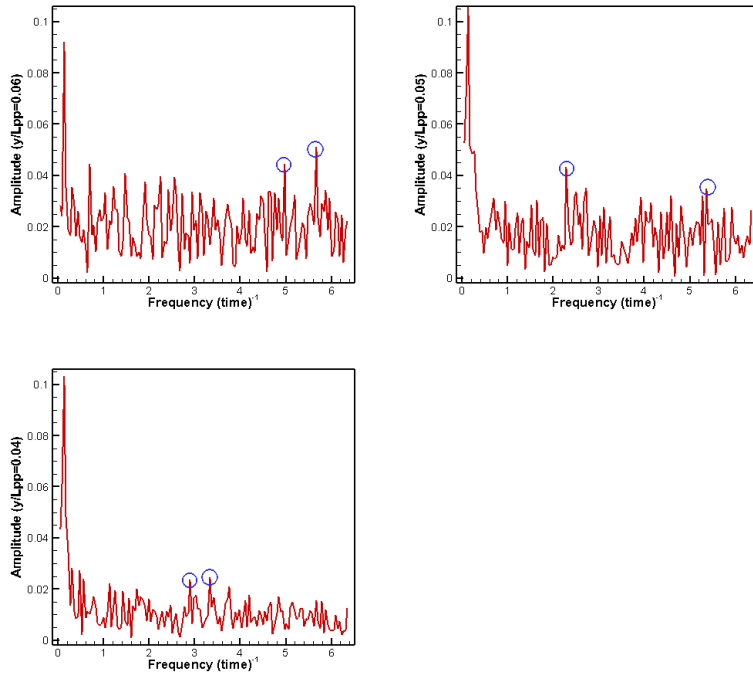 0.1
0.08
0.06
0.04
0.02
0
Amplitude (y/Lpp=0.06)
0 1 2 3 4 5 6
Frequency (time)⁻¹
0.1
0.08
0.06
0.04
0.02
0
Amplitude (y/Lpp=0.05)
0 1 2 3 4 5 6
Frequency (time)⁻¹
0.1
0.08
0.06
0.04
0.02
0
Amplitude (y/Lpp=0.04)
0 1 2 3 4 5 6
Frequency (time)⁻¹